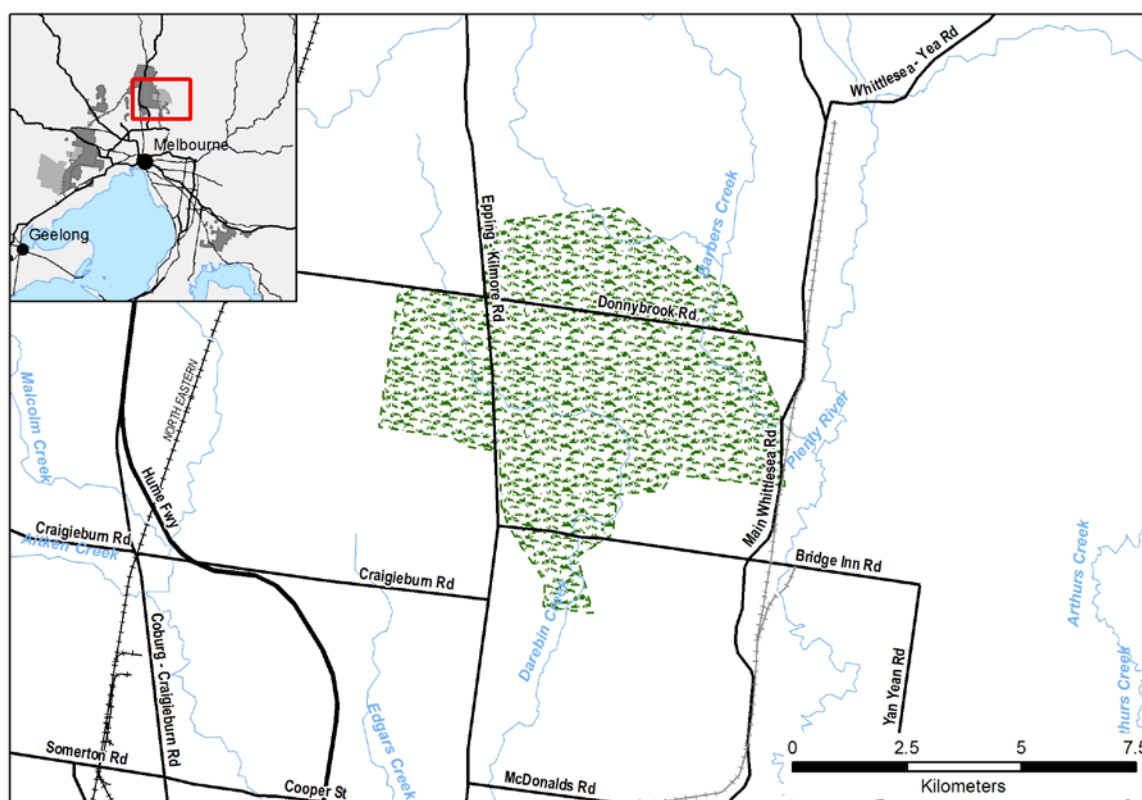 Melbourne
Geelong
Whittlesea - Yea Rd
Barbers Creek
Epping - Kilmore Rd
Donnybrook Rd
NORTH EASTERN
Malcolm Creek
Plenty River
Main Whittlesea Rd
Hume Fwy
Craigieburn Rd
Aitken Creek
Craigieburn Rd
Bridge Inn Rd
Arthurs Creek
Darebin Creek
Coburg - Craigieburn Rd
Yan Yean Rd
thurs Creek
Edgars Creek
Somerton Rd
Cooper St
McDonalds Rd
0 2.5 5 7.5
Kilometers